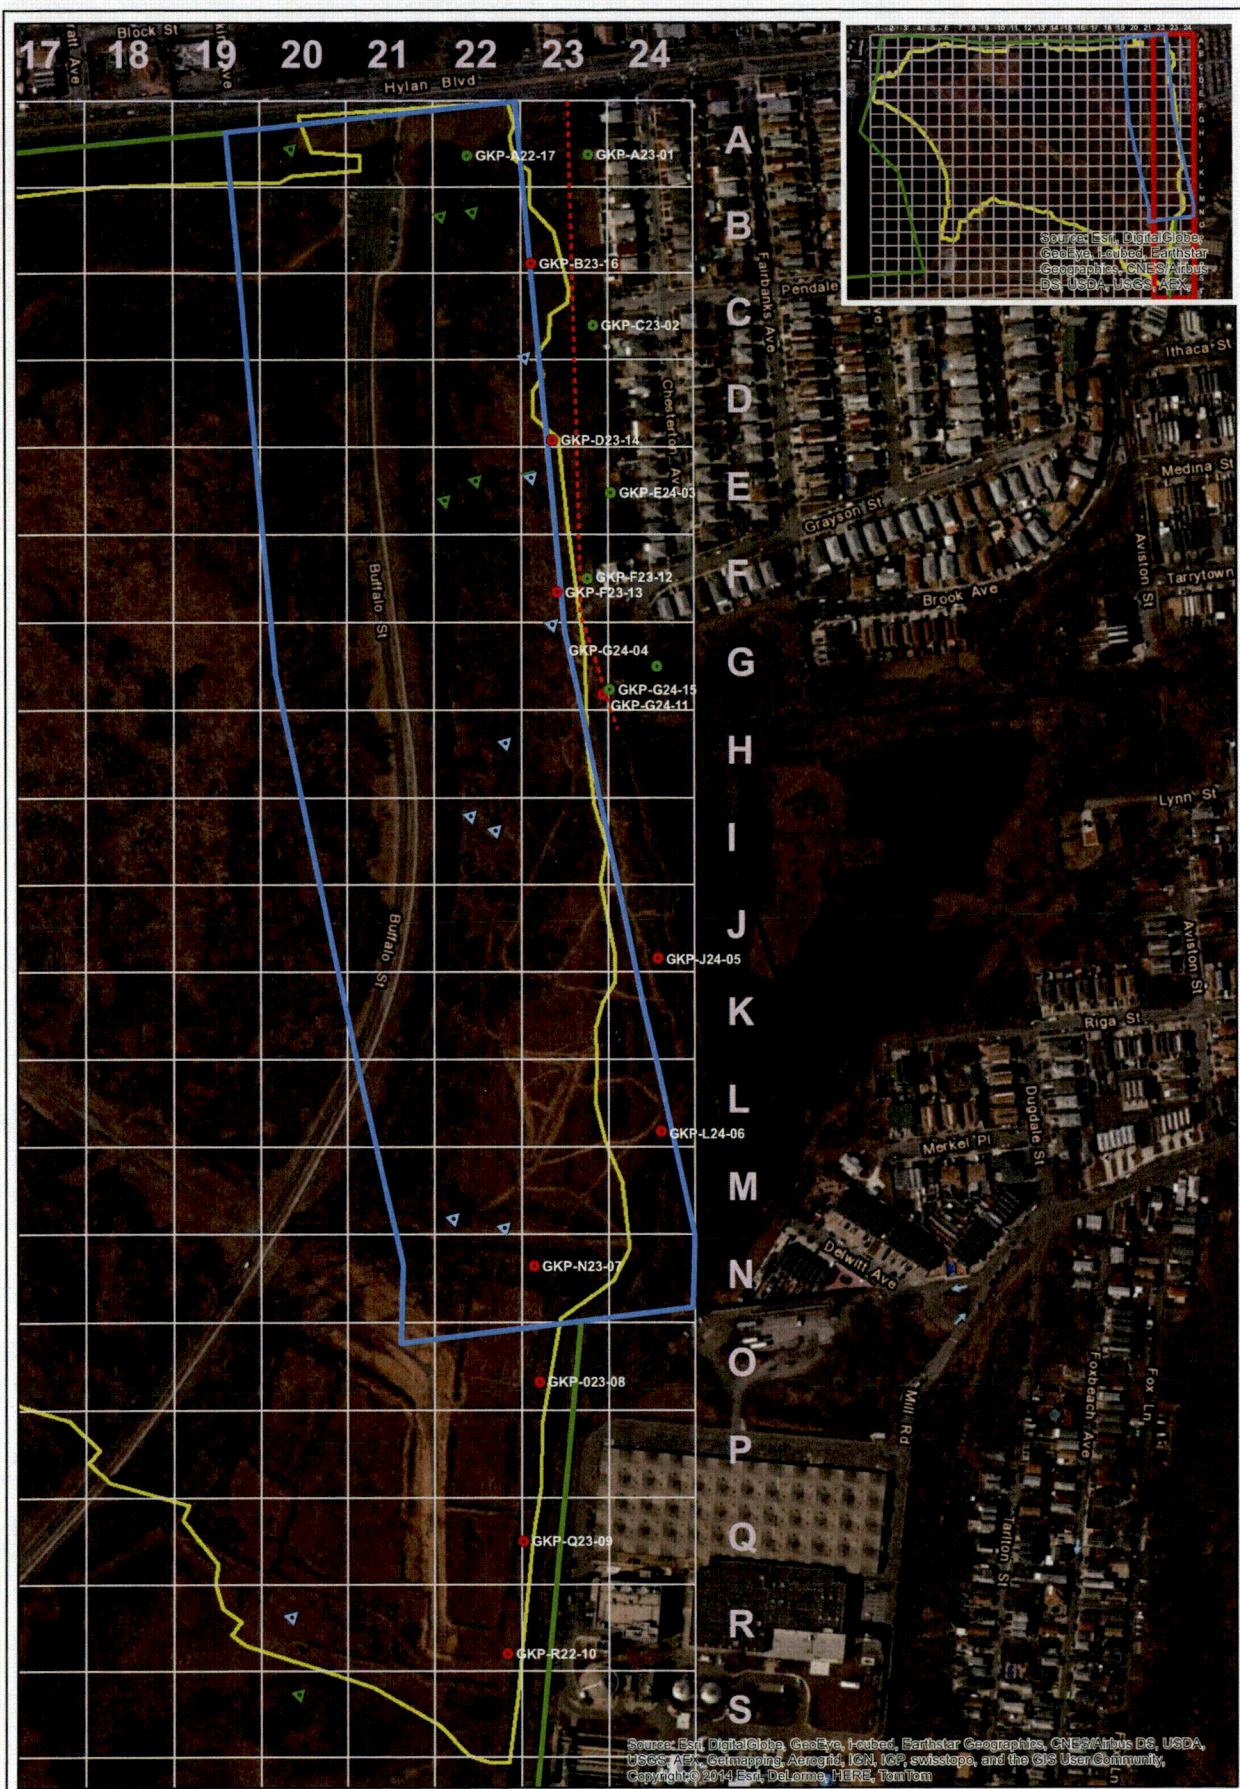 17 18 19 20 21 22 23 24
Block St
Hylan Blvd
A
B
C
D
E
F
G
H
I
J
K
L
M
N
O
P
Q
R
S
GKP-A22-17
GKP-A23-01
GKP-B23-16
GKP-C23-02
GKP-D23-14
GKP-E24-03
GKP-F23-12
GKP-F23-13
GKP-G24-04
GKP-G24-15
GKP-G24-11
GKP-J24-05
GKP-L24-06
GKP-N23-07
GKP-023-08
GKP-Q23-09
GKP-R22-10
Fairbanks Ave
Pendale
Chesterton Ave
Ithaca St
Medina St
Grayson St
Aviston St
Tarrytown
Brook Ave
Buffalo St
Buffalo St
Lynn St
Aviston St
Riga St
Dugdale St
Merkel Pl
Delwitt Ave
Mill Rd
Foxbeach Ave
Fox Ln
Tarlton St
Source: Esri, DigitalGlobe,
GeoEye, i-cubed, Earthstar
Geographics, CNES/Airbus
DS, USDA, USGS, AEX,
Source: Esri, DigitalGlobe, GeoEye, i-cubed, Earthstar Geographics, CNES/Airbus DS, USDA,
USGS, AEX, Getmapping, Aerogrid, IGN, IGP, swisstopo, and the GIS User Community,
Copyright:© 2014 Esri, DeLorme, HERE, TomTom